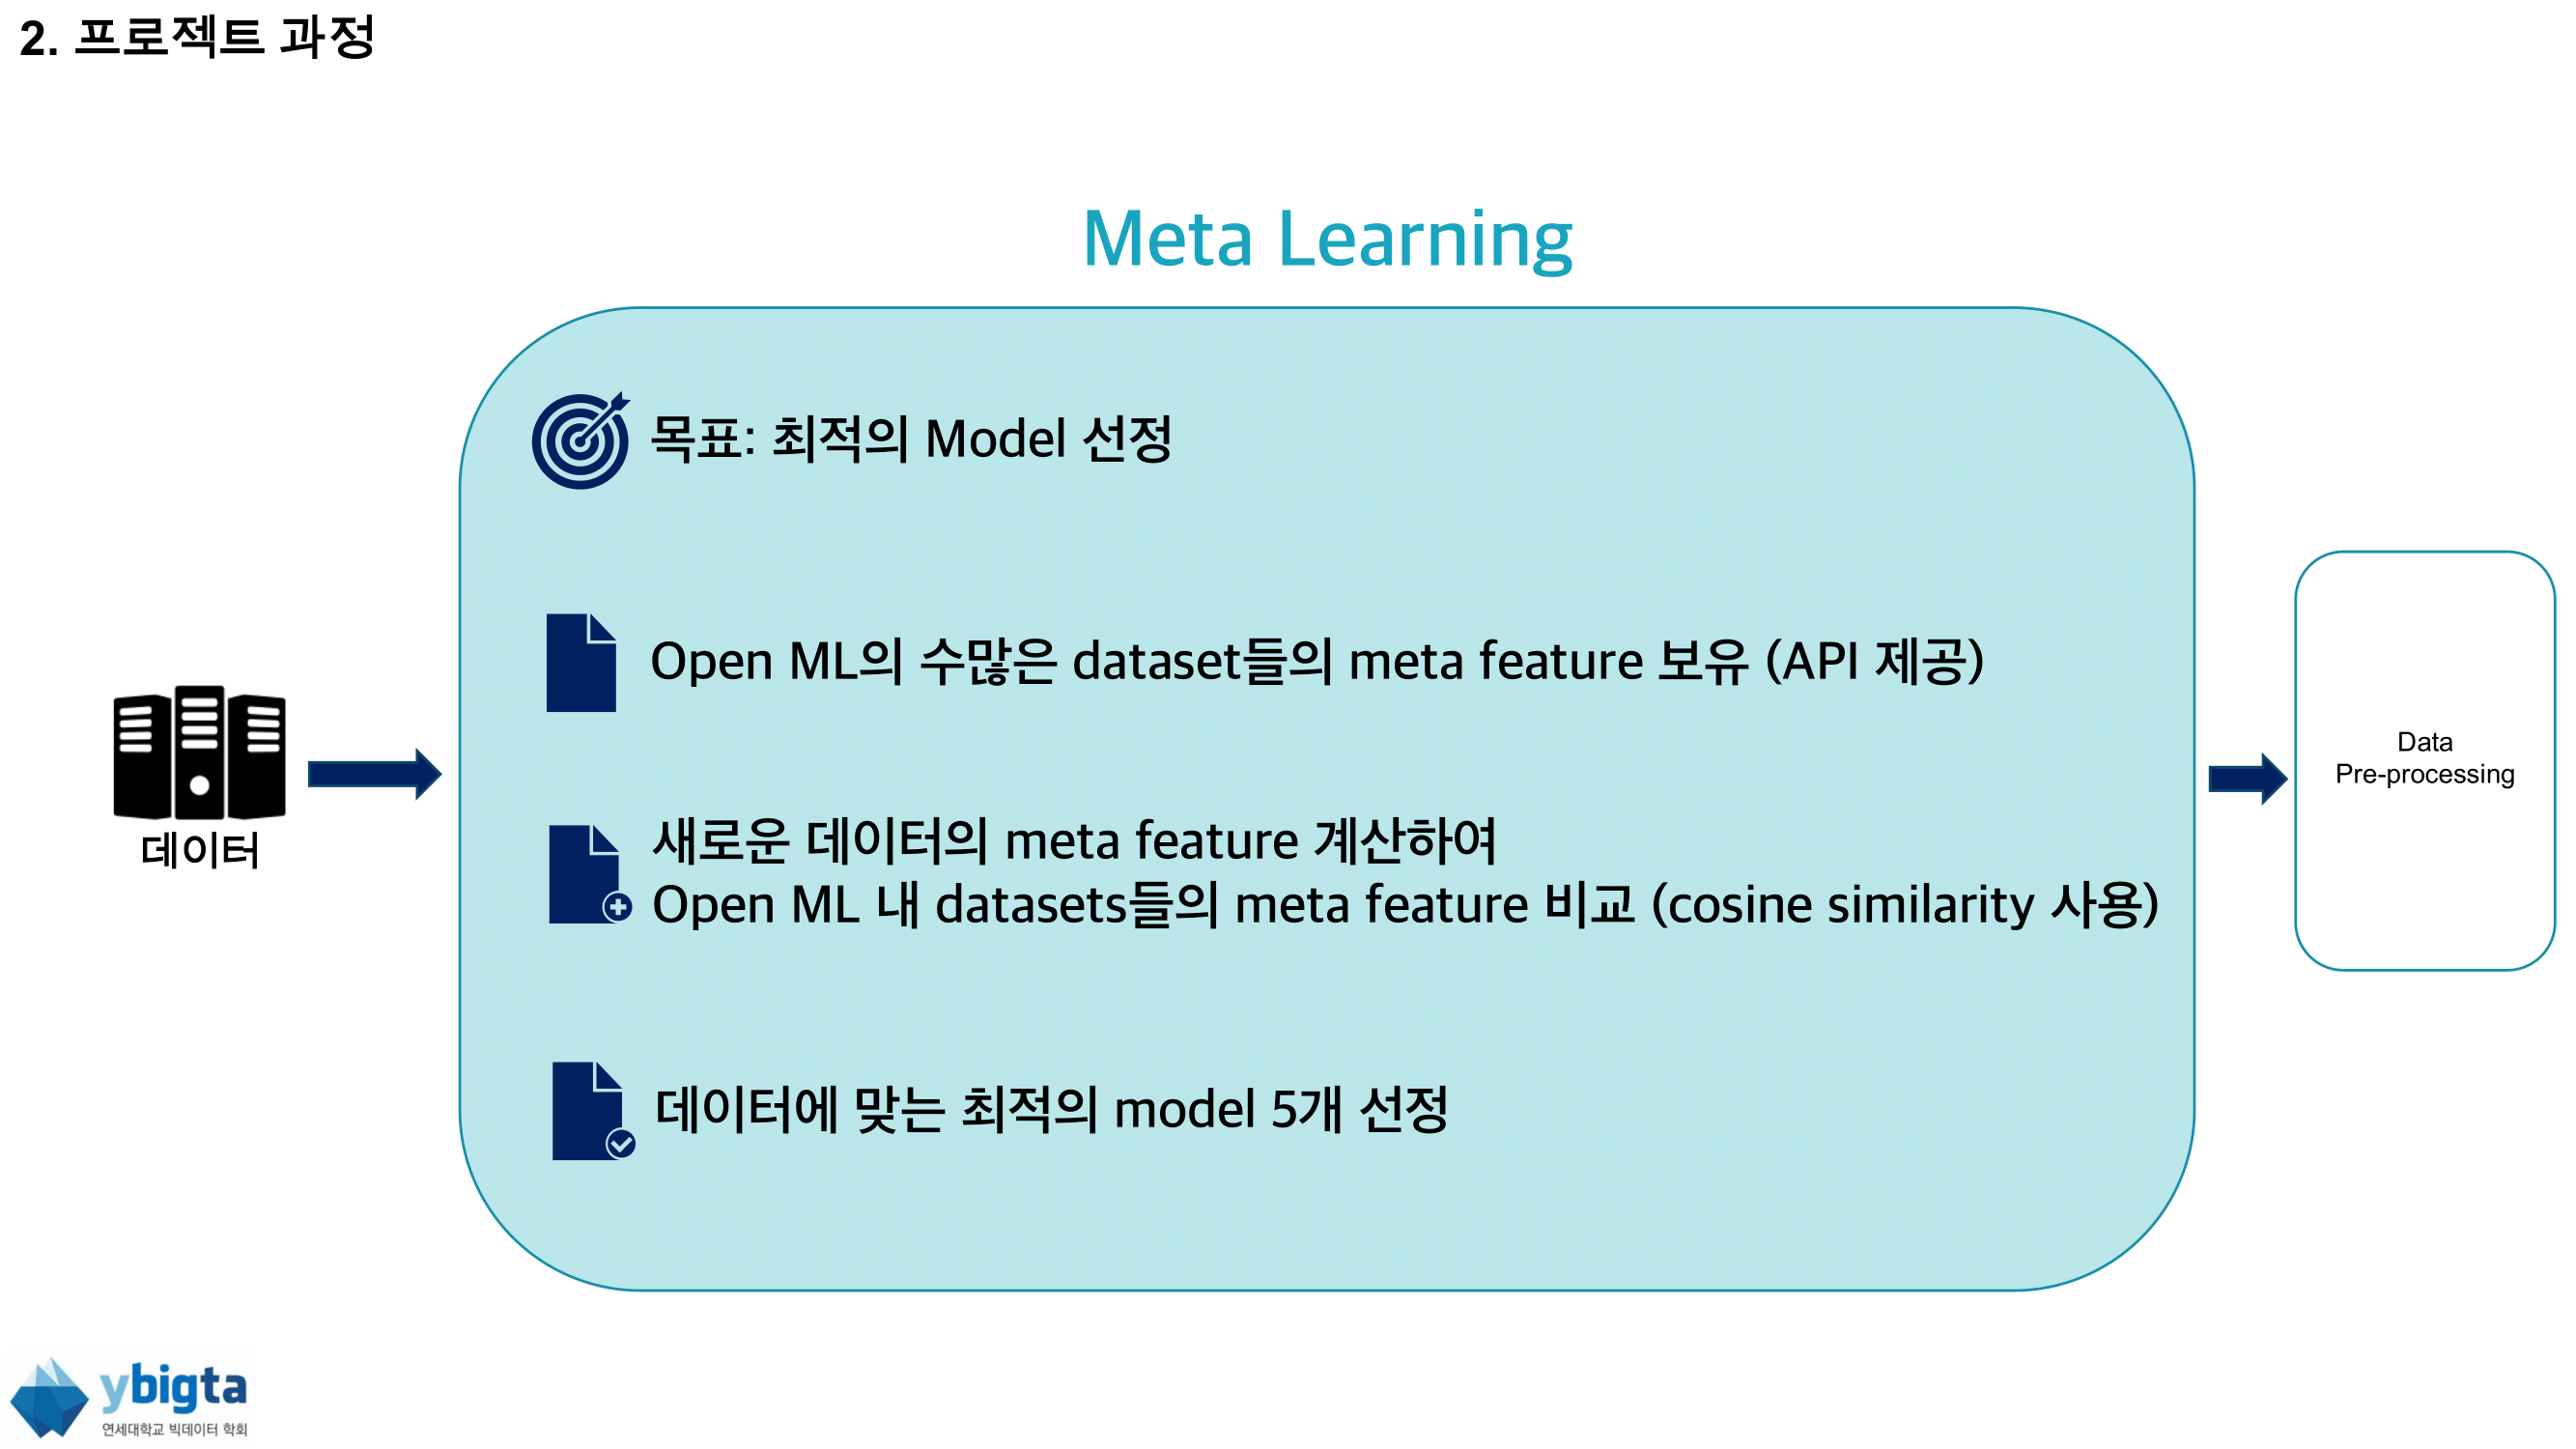 2. 프로젝트 과정
Meta Learning
목표: 최적의 Model 선정
Open ML의 수많은 dataset들의 meta feature 보유 (API 제공)
새로운 데이터의 meta feature 계산하여
Open ML 내 datasets들의 meta feature 비교 (cosine similarity 사용)
데이터에 맞는 최적의 model 5개 선정
데이터
Data
Pre-processing
ybigta
연세대학교 빅데이터 학회